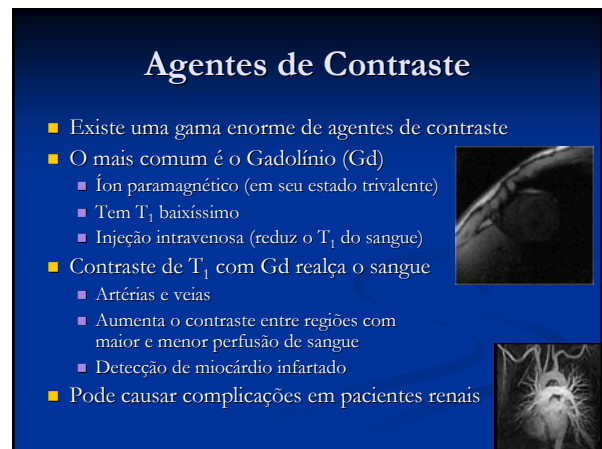 Agentes de Contraste
Existe uma gama enorme de agentes de contraste
O mais comum é o Gadolínio (Gd)
Íon paramagnético (em seu estado trivalente)
Tem T₁ baixíssimo
Injeção intravenosa (reduz o T₁ do sangue)
Contraste de T₁ com Gd realça o sangue
Artérias e veias
Aumenta o contraste entre regiões com
maior e menor perfusão de sangue
Detecção de miocárdio infartado
Pode causar complicações em pacientes renais